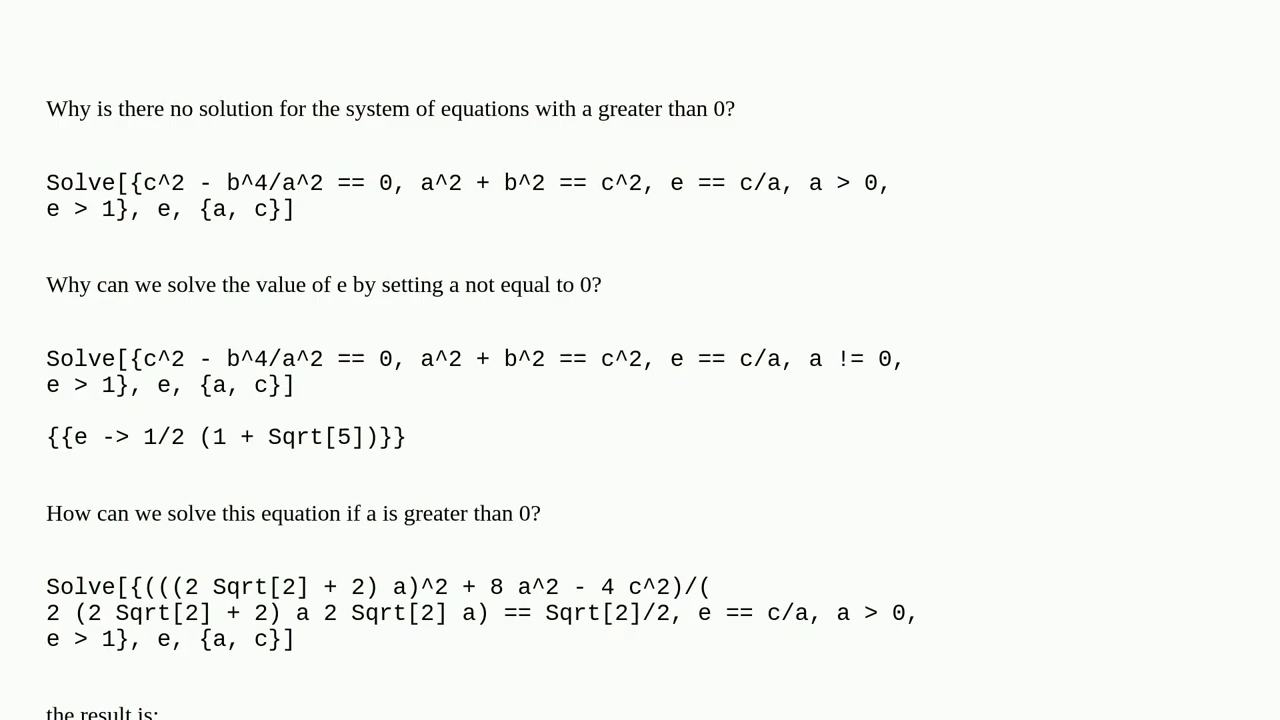 Why is there no solution for the system of equations with a greater than 0?
Solve[{c^2 - b^4/a^2 == 0, a^2 + b^2 == c^2, e == c/a, a > 0,
e > 1}, e, {a, c}]
Why can we solve the value of e by setting a not equal to 0?
Solve[{c^2 - b^4/a^2 == 0, a^2 + b^2 == c^2, e == c/a, a != 0,
e > 1}, e, {a, c}]
{{e -> 1/2 (1 + Sqrt[5])}}
How can we solve this equation if a is greater than 0?
Solve[{(((2 Sqrt[2] + 2) a)^2 + 8 a^2 - 4 c^2)/(
2 (2 Sqrt[2] + 2) a 2 Sqrt[2] a) == Sqrt[2]/2, e == c/a, a > 0,
e > 1}, e, {a, c}]
the result is: